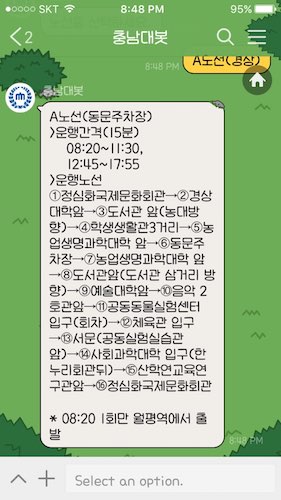 SKT 8:48 PM 95%
2 충남대봇
8:48 PM A노선(경상)
충남대봇
A노선(동문주차장)
>운행간격(15분)
08:20~11:30,
12:45~17:55
>운행노선
①정심화국제문화회관→②경상
대학앞→③도서관 앞(농대방
향)→④학생생활관3거리→⑤농
업생명과학대학 앞→⑥동문주
차장→⑦농업생명과학대학 앞
→⑧도서관앞(도서관 삼거리 방
향)→⑨예술대학앞→⑩음악 2
호관앞→⑪공동동물실험센터
입구(회차)→⑫체육관 입구
→⑬서문(공동실험실습관
앞)→⑭사회과학대학 입구(한
누리회관뒤)→⑮산학연교육연
구관앞→⑯정심화국제문화회관
* 08:20 1회만 월평역에서 출
발
8:48 PM
Select an option.